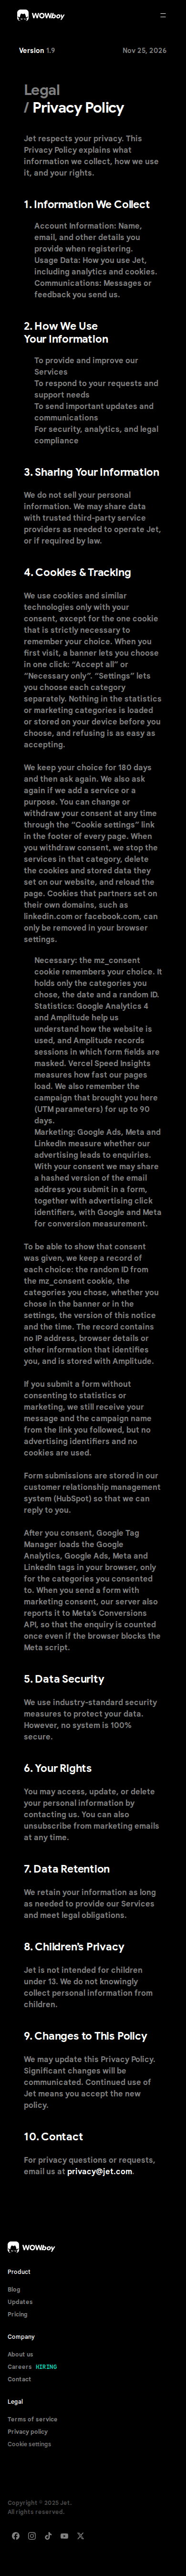 WOWboy
Version 1.9
Nov 25, 2026
Legal
/ Privacy Policy
Jet respects your privacy. This
Privacy Policy explains what
information we collect, how we use
it, and your rights.
1. Information We Collect
Account Information: Name,
email, and other details you
provide when registering.
Usage Data: How you use Jet,
including analytics and cookies.
Communications: Messages or
feedback you send us.
2. How We Use
Your Information
To provide and improve our
Services
To respond to your requests and
support needs
To send important updates and
communications
For security, analytics, and legal
compliance
3. Sharing Your Information
We do not sell your personal
information. We may share data
with trusted third-party service
providers as needed to operate Jet,
or if required by law.
4. Cookies & Tracking
We use cookies and similar
technologies only with your
consent, except for the one cookie
that is strictly necessary to
remember your choice. When you
first visit, a banner lets you choose
in one click: “Accept all” or
“Necessary only”. “Settings” lets
you choose each category
separately. Nothing in the statistics
or marketing categories is loaded
or stored on your device before you
choose, and refusing is as easy as
accepting.
We keep your choice for 180 days
and then ask again. We also ask
again if we add a service or a
purpose. You can change or
withdraw your consent at any time
through the “Cookie settings” link
in the footer of every page. When
you withdraw consent, we stop the
services in that category, delete
the cookies and stored data they
set on our website, and reload the
page. Cookies that partners set on
their own domains, such as
linkedin.com or facebook.com, can
only be removed in your browser
settings.
Necessary: the mz_consent
cookie remembers your choice. It
holds only the categories you
chose, the date and a random ID.
Statistics: Google Analytics 4
and Amplitude help us
understand how the website is
used, and Amplitude records
sessions in which form fields are
masked. Vercel Speed Insights
measures how fast our pages
load. We also remember the
campaign that brought you here
(UTM parameters) for up to 90
days.
Marketing: Google Ads, Meta and
LinkedIn measure whether our
advertising leads to enquiries.
With your consent we may share
a hashed version of the email
address you submit in a form,
together with advertising click
identifiers, with Google and Meta
for conversion measurement.
To be able to show what consent
was given, we keep a record of
each choice: the random ID from
the mz_consent cookie, the
categories you chose, whether you
chose in the banner or in the
settings, the version of this notice
and the time. The record contains
no IP address, browser details or
other information that identifies
you, and is stored with Amplitude.
If you submit a form without
consenting to statistics or
marketing, we still receive your
message and the campaign name
from the link you followed, but no
advertising identifiers and no
cookies are used.
Form submissions are stored in our
customer relationship management
system (HubSpot) so that we can
reply to you.
After you consent, Google Tag
Manager loads the Google
Analytics, Google Ads, Meta and
LinkedIn tags in your browser, only
for the categories you consented
to. When you send a form with
marketing consent, our server also
reports it to Meta’s Conversions
API, so that the enquiry is counted
once even if the browser blocks the
Meta script.
5. Data Security
We use industry-standard security
measures to protect your data.
However, no system is 100%
secure.
6. Your Rights
You may access, update, or delete
your personal information by
contacting us. You can also
unsubscribe from marketing emails
at any time.
7. Data Retention
We retain your information as long
as needed to provide our Services
and meet legal obligations.
8. Children’s Privacy
Jet is not intended for children
under 13. We do not knowingly
collect personal information from
children.
9. Changes to This Policy
We may update this Privacy Policy.
Significant changes will be
communicated. Continued use of
Jet means you accept the new
policy.
10. Contact
For privacy questions or requests,
email us at privacy@jet.com.
WOWboy
Product
Blog
Updates
Pricing
Company
About us
Careers HIRING
Contact
Legal
Terms of service
Privacy policy
Cookie settings
Copyright © 2035 Jet.
All rights reserved.